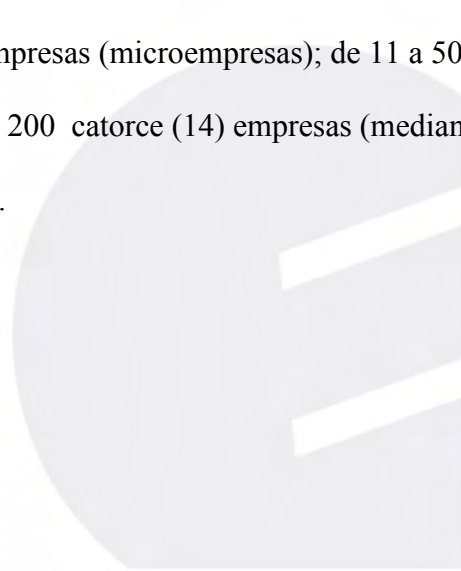 mpresas (microempresas); de 11 a 50
200 catorce (14) empresas (median
.